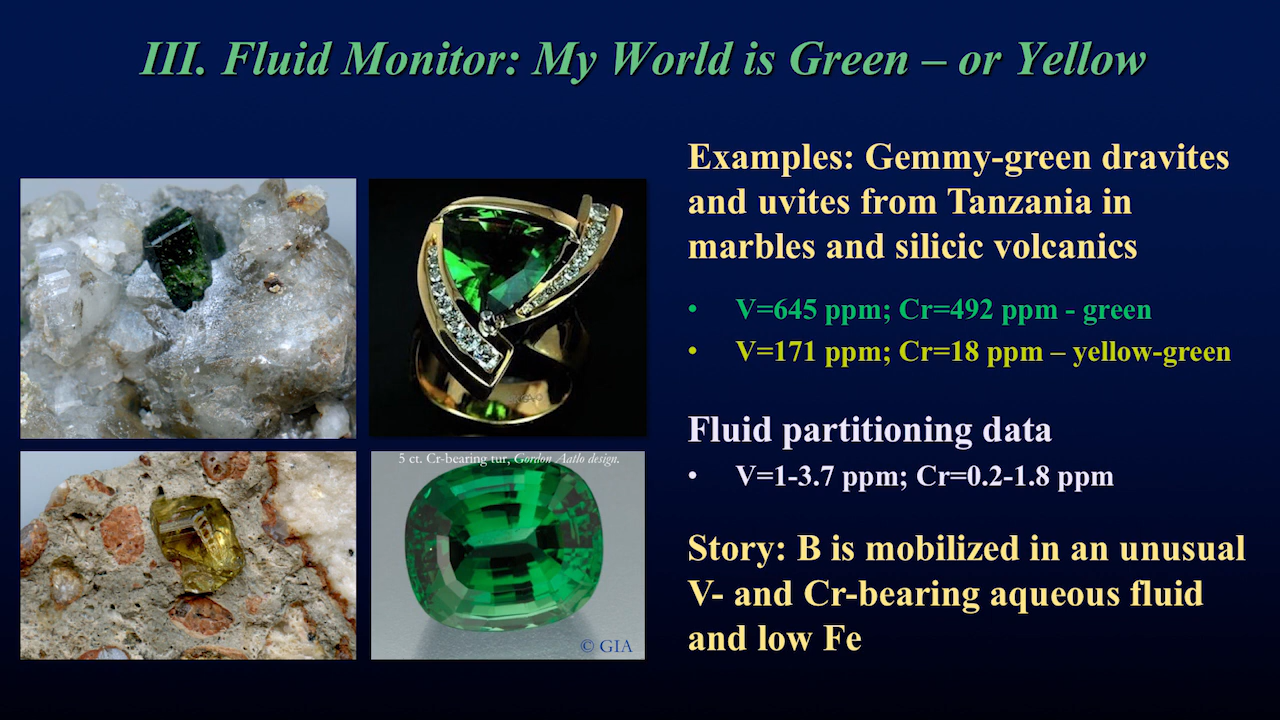 III. Fluid Monitor: My World is Green – or Yellow
Examples: Gemmy-green dravites
and uvites from Tanzania in
marbles and silicic volcanics
• V=645 ppm; Cr=492 ppm - green
• V=171 ppm; Cr=18 ppm – yellow-green
Fluid partitioning data
• V=1-3.7 ppm; Cr=0.2-1.8 ppm
Story: B is mobilized in an unusual
V- and Cr-bearing aqueous fluid
and low Fe
5 ct. Cr-bearing tur, Gordon Aatlo design.
© GIA